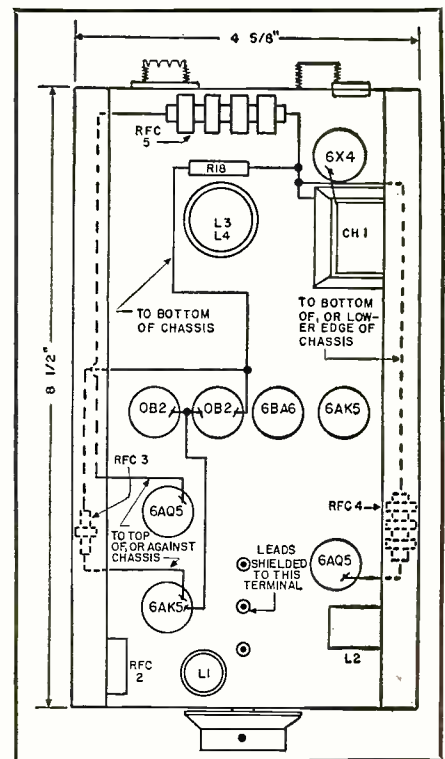 4 5/8"
RFC
5
R18
6X4
L3
L4
CH 1
TO BOTTOM
OF CHASSIS
TO BOTTOM
OF, OR LOW-
ER EDGE OF
CHASSIS
8 1/2"
OB2
OB2
6BA6
6AK5
RFC 3
6AQ5
RFC 4
TO TOP
OF, OR AGAINST
CHASSIS
LEADS
SHIELDED
TO THIS
TERMINAL
6AQ5
6AK5
RFC
2
L1
L2